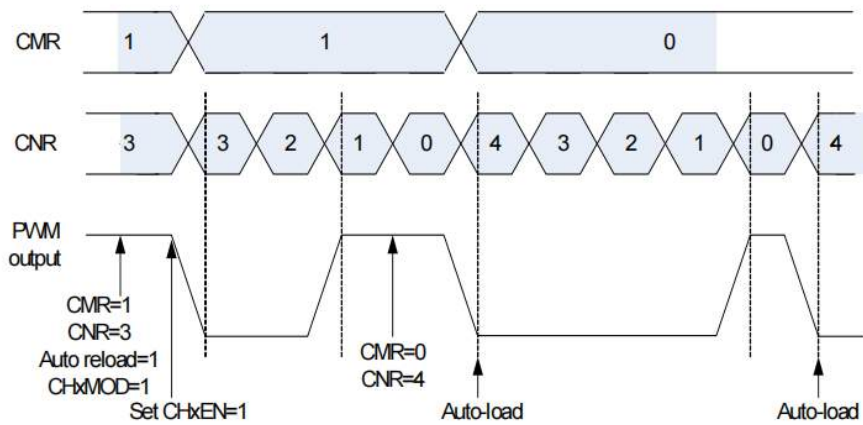 CMR 1 1 0
CNR 3 3 2 1 0 4 3 2 1 0 4
PWM
output
CMR=1
CNR=3
Auto reload=1
CHxMOD=1
Set CHxEN=1
CMR=0
CNR=4
Auto-load
Auto-load